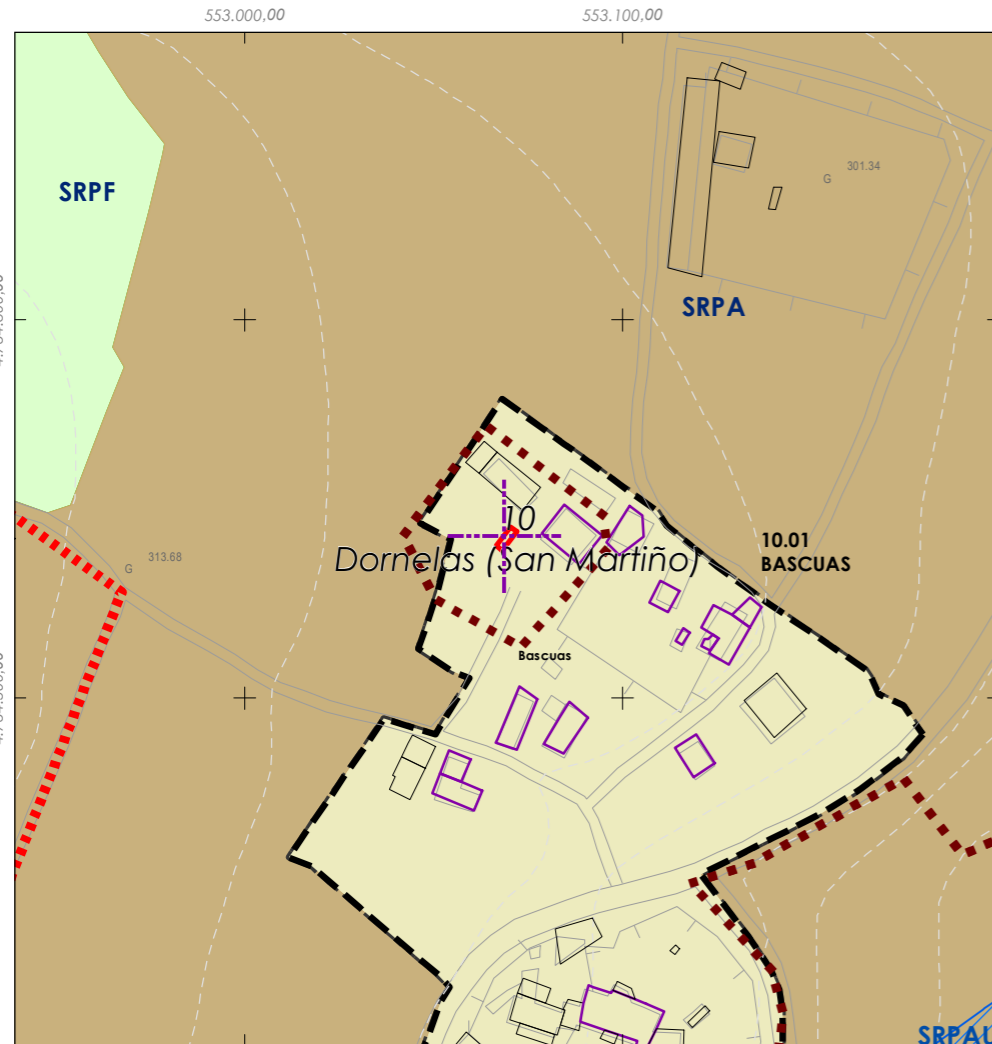 553.000,00
553.100,00
301.34
G
SRPF
SRPA
10
10.01
BASCUAS
Dornelas (San Martiño)
313.68
G
Bascuas
SRPAU